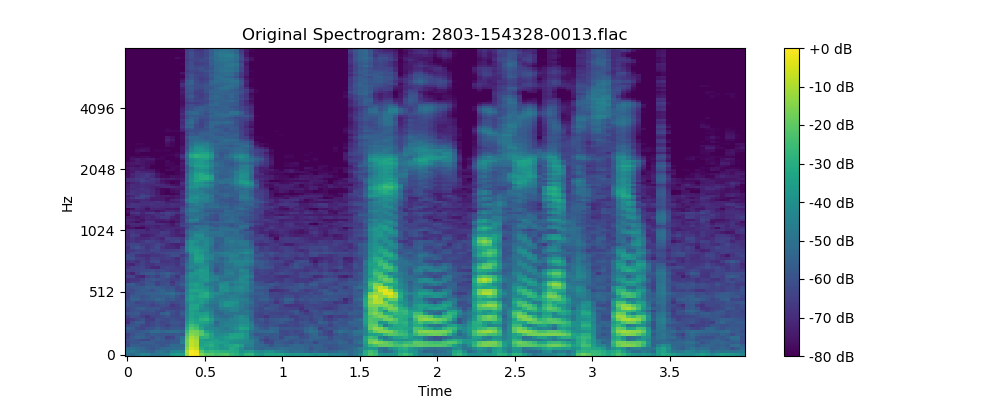 Original Spectrogram: 2803-154328-0013.flac
+0 dB
4096
-10 dB
-20 dB
2048
-30 dB
Hz
-40 dB
1024
-50 dB
512
-60 dB
-70 dB
0
-80 dB
0 0.5 1 1.5 2 2.5 3 3.5
Time